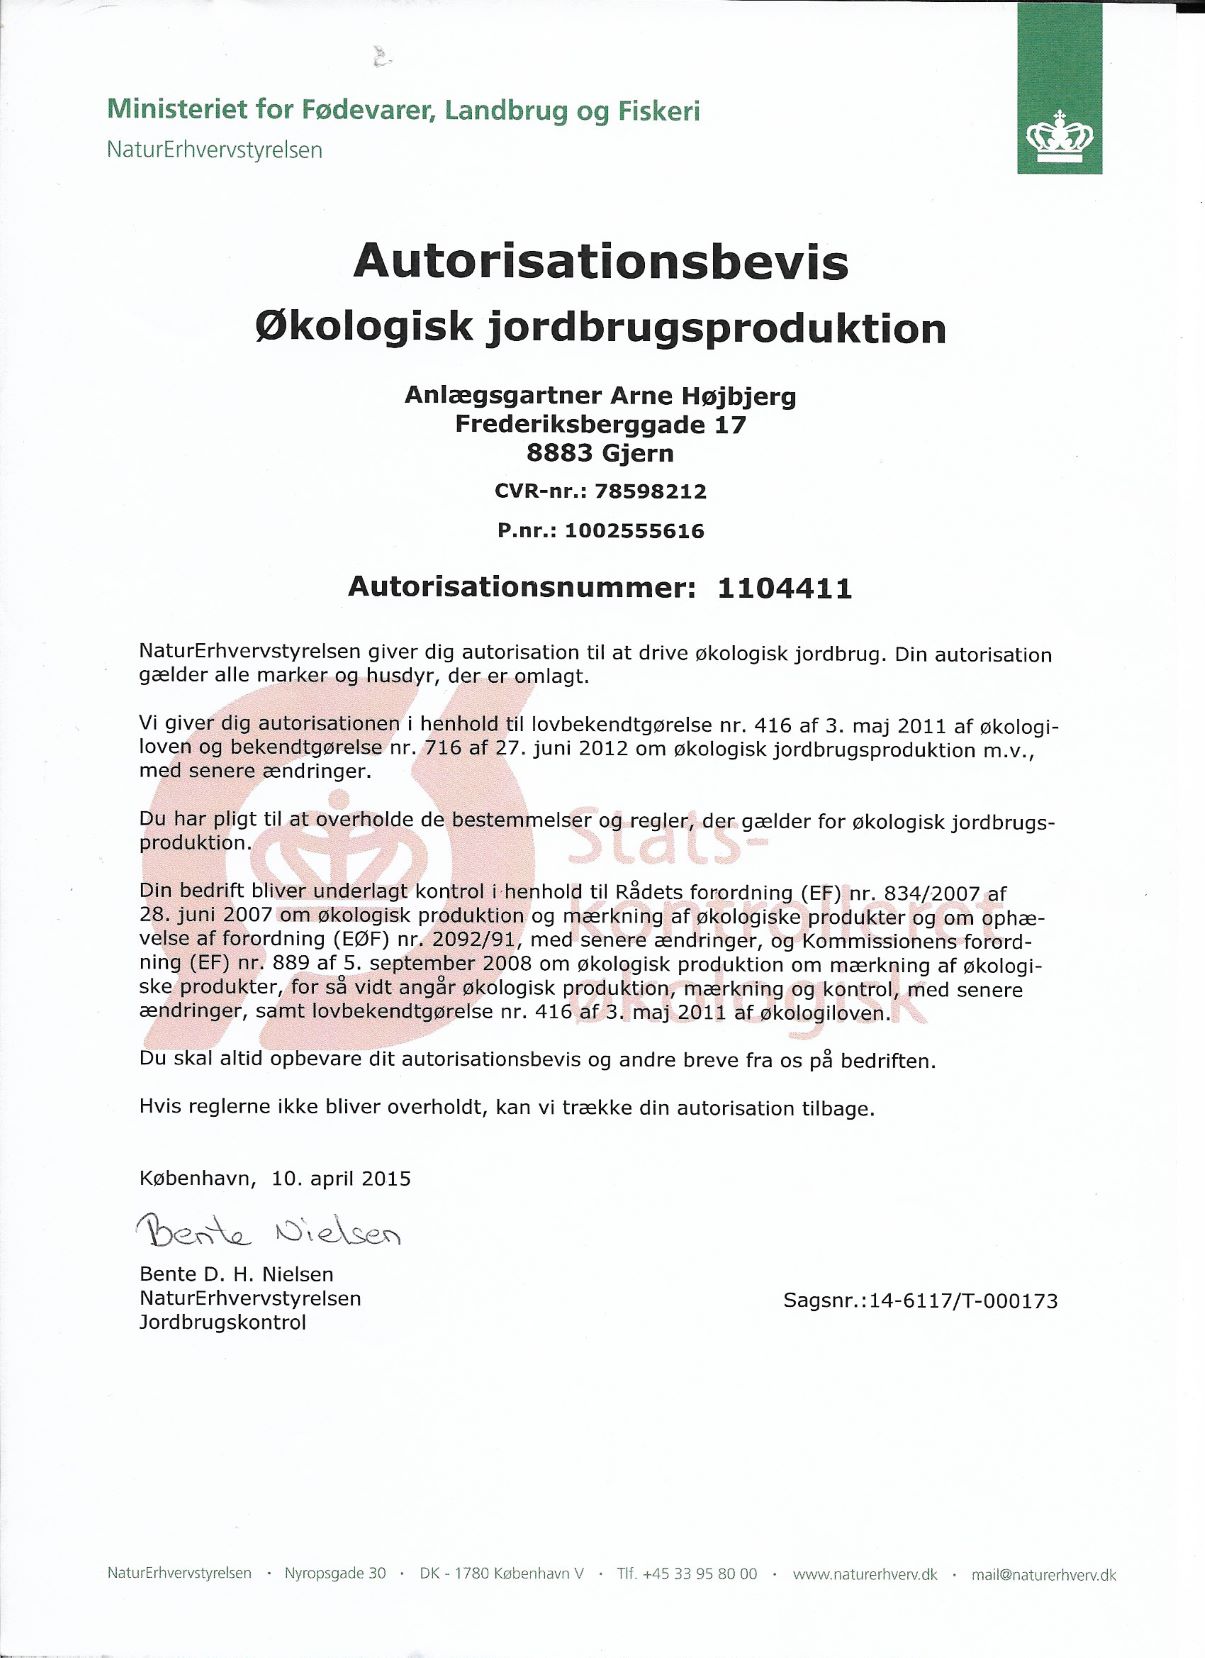 Ministeriet for Fødevarer, Landbrug og Fiskeri
NaturErhvervstyrelsen
Autorisationsbevis
Økologisk jordbrugsproduktion
Anlægsgartner Arne Højbjerg
Frederiksberggade 17
8883 Gjern
CVR-nr.: 78598212
P.nr.: 1002555616
Autorisationsnummer: 1104411
NaturErhvervstyrelsen giver dig autorisation til at drive økologisk jordbrug. Din autorisation
gælder alle marker og husdyr, der er omlagt.
Vi giver dig autorisationen i henhold til lovbekendtgørelse nr. 416 af 3. maj 2011 af økologi-
loven og bekendtgørelse nr. 716 af 27. juni 2012 om økologisk jordbrugsproduktion m.v.,
med senere ændringer.
Du har pligt til at overholde de bestemmelser og regler, der gælder for økologisk jordbrugs-
produktion.
Din bedrift bliver underlagt kontrol i henhold til Rådets forordning (EF) nr. 834/2007 af
28. juni 2007 om økologisk produktion og mærkning af økologiske produkter og om ophæ-
velse af forordning (EØF) nr. 2092/91, med senere ændringer, og Kommissionens forord-
ning (EF) nr. 889 af 5. september 2008 om økologisk produktion om mærkning af økologi-
ske produkter, for så vidt angår økologisk produktion, mærkning og kontrol, med senere
ændringer, samt lovbekendtgørelse nr. 416 af 3. maj 2011 af økologiloven.
Stats-
kontrolleret
økologisk
Du skal altid opbevare dit autorisationsbevis og andre breve fra os på bedriften.
Hvis reglerne ikke bliver overholdt, kan vi trække din autorisation tilbage.
København, 10. april 2015
Bente Nielsen
Bente D. H. Nielsen
NaturErhvervstyrelsen
Jordbrugskontrol
Sagsnr.:14-6117/T-000173
NaturErhvervstyrelsen · Nyropsgade 30 · DK - 1780 København V · Tlf. +45 33 95 80 00 · www.naturerhverv.dk · mail@naturerhverv.dk